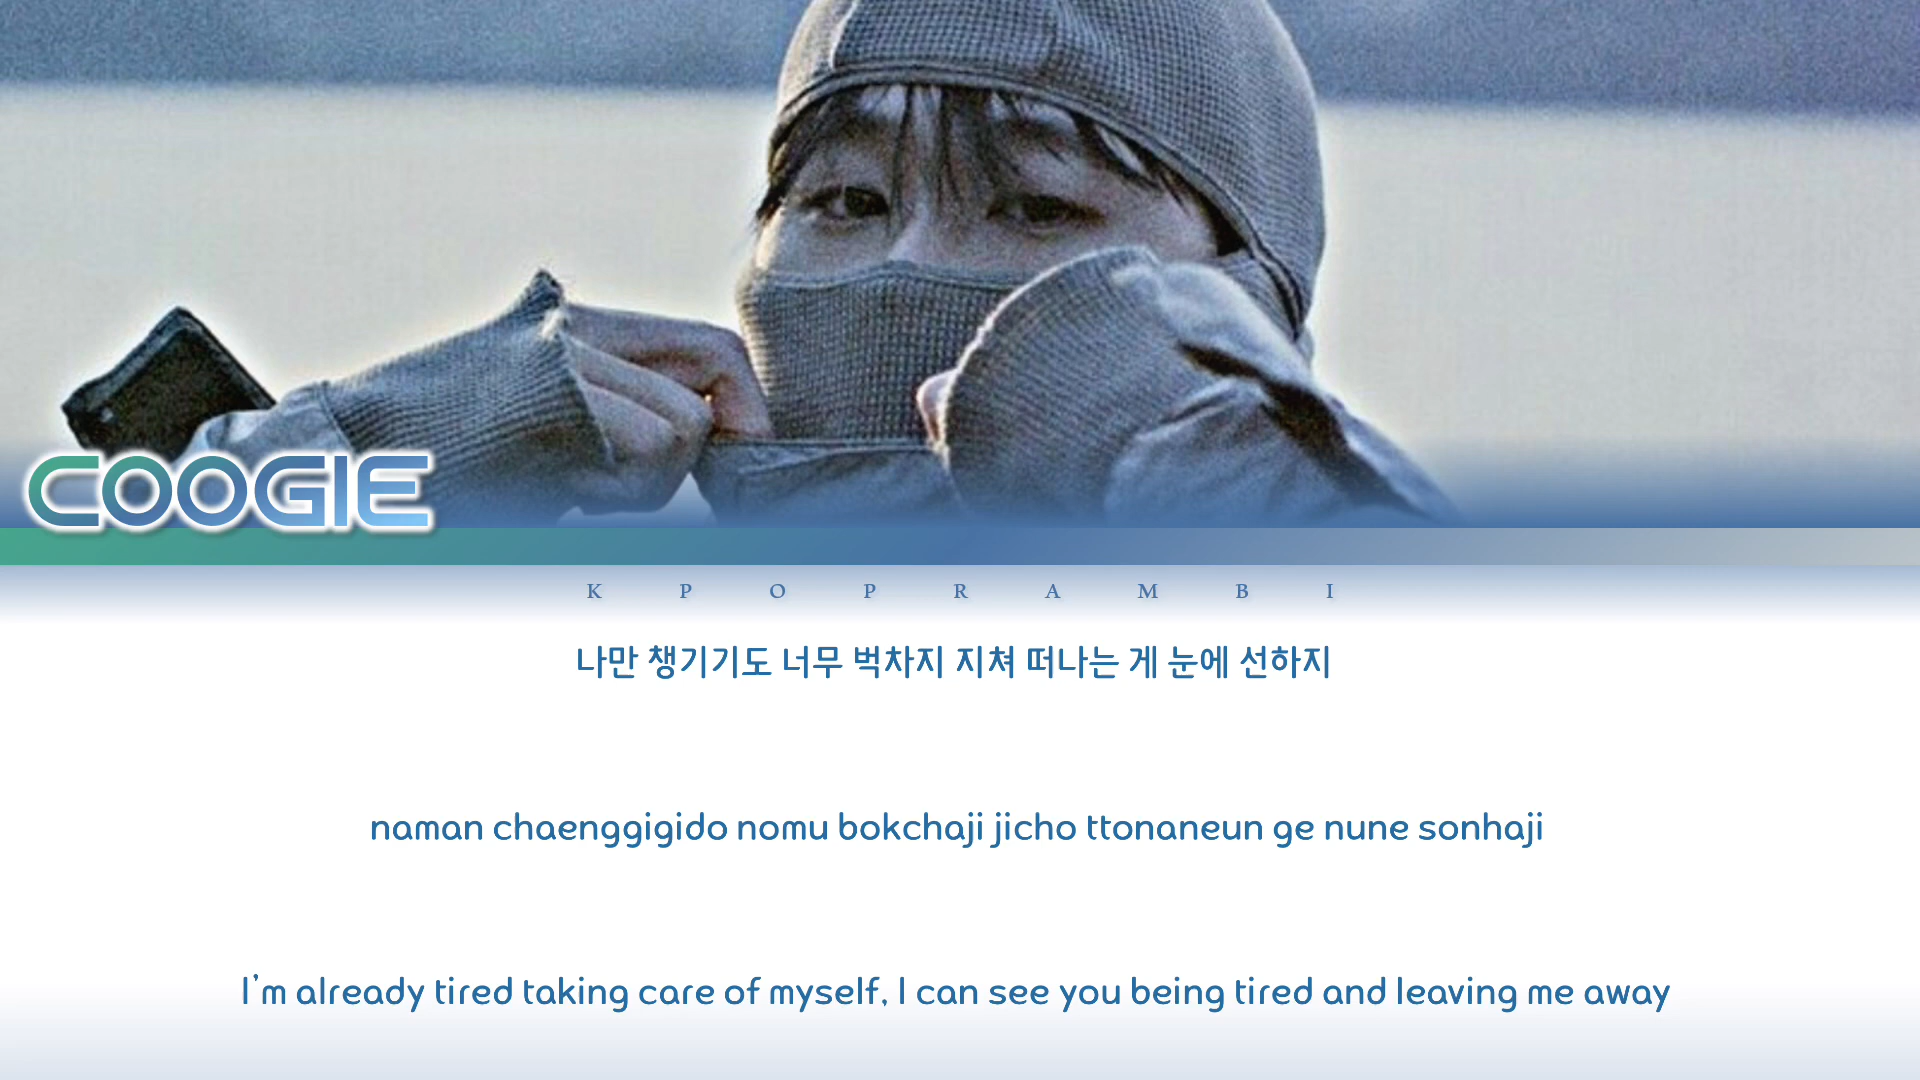 COOGIE
KPOPRAMBI
나만 챙기기도 너무 벅차지 지쳐 떠나는 게 눈에 선하지
naman chaenggigido nomu bokchaji jicho ttonaneun ge nune sonhaji
I'm already tired taking care of myself, I can see you being tired and leaving me away